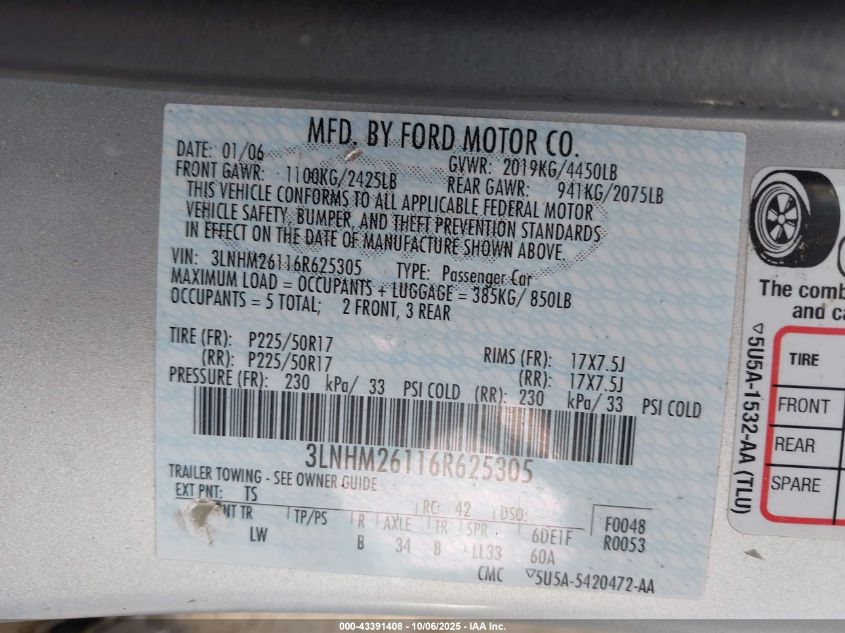 MFD. BY FORD MOTOR CO.
DATE: 01/06 GVWR: 2019KG/4450LB
FRONT GAWR: 1100KG/2425LB REAR GAWR: 941KG/2075LB
THIS VEHICLE CONFORMS TO ALL APPLICABLE FEDERAL MOTOR
VEHICLE SAFETY, BUMPER, AND THEFT PREVENTION STANDARDS
IN EFFECT ON THE DATE OF MANUFACTURE SHOWN ABOVE.
VIN: 3LNHM26116R625305 TYPE: Passenger Car
MAXIMUM LOAD = OCCUPANTS + LUGGAGE = 385KG/ 850LB
OCCUPANTS = 5 TOTAL; 2 FRONT, 3 REAR
TIRE (FR): P225/50R17 RIMS (FR): 17X7.5J
(RR): P225/50R17 (RR): 17X7.5J
PRESSURE (FR): 230 kPa/ 33 PSI COLD (RR): 230 kPa/ 33 PSI COLD
3LNHM26116R625305
TRAILER TOWING - SEE OWNER GUIDE
EXT PNT: TS RC: 42 DSO:
NT TR TP/PS R AXLE TR SPR 6DE1F F0048
LW B 34 B LL33 60A R0053
CMC ▽5U5A-5420472-AA
The comb
and ca
▽5U5A-1532-AA (TLU)
TIRE
FRONT
REAR
SPARE
000-43391408 - 10/06/2025 - IAA Inc.